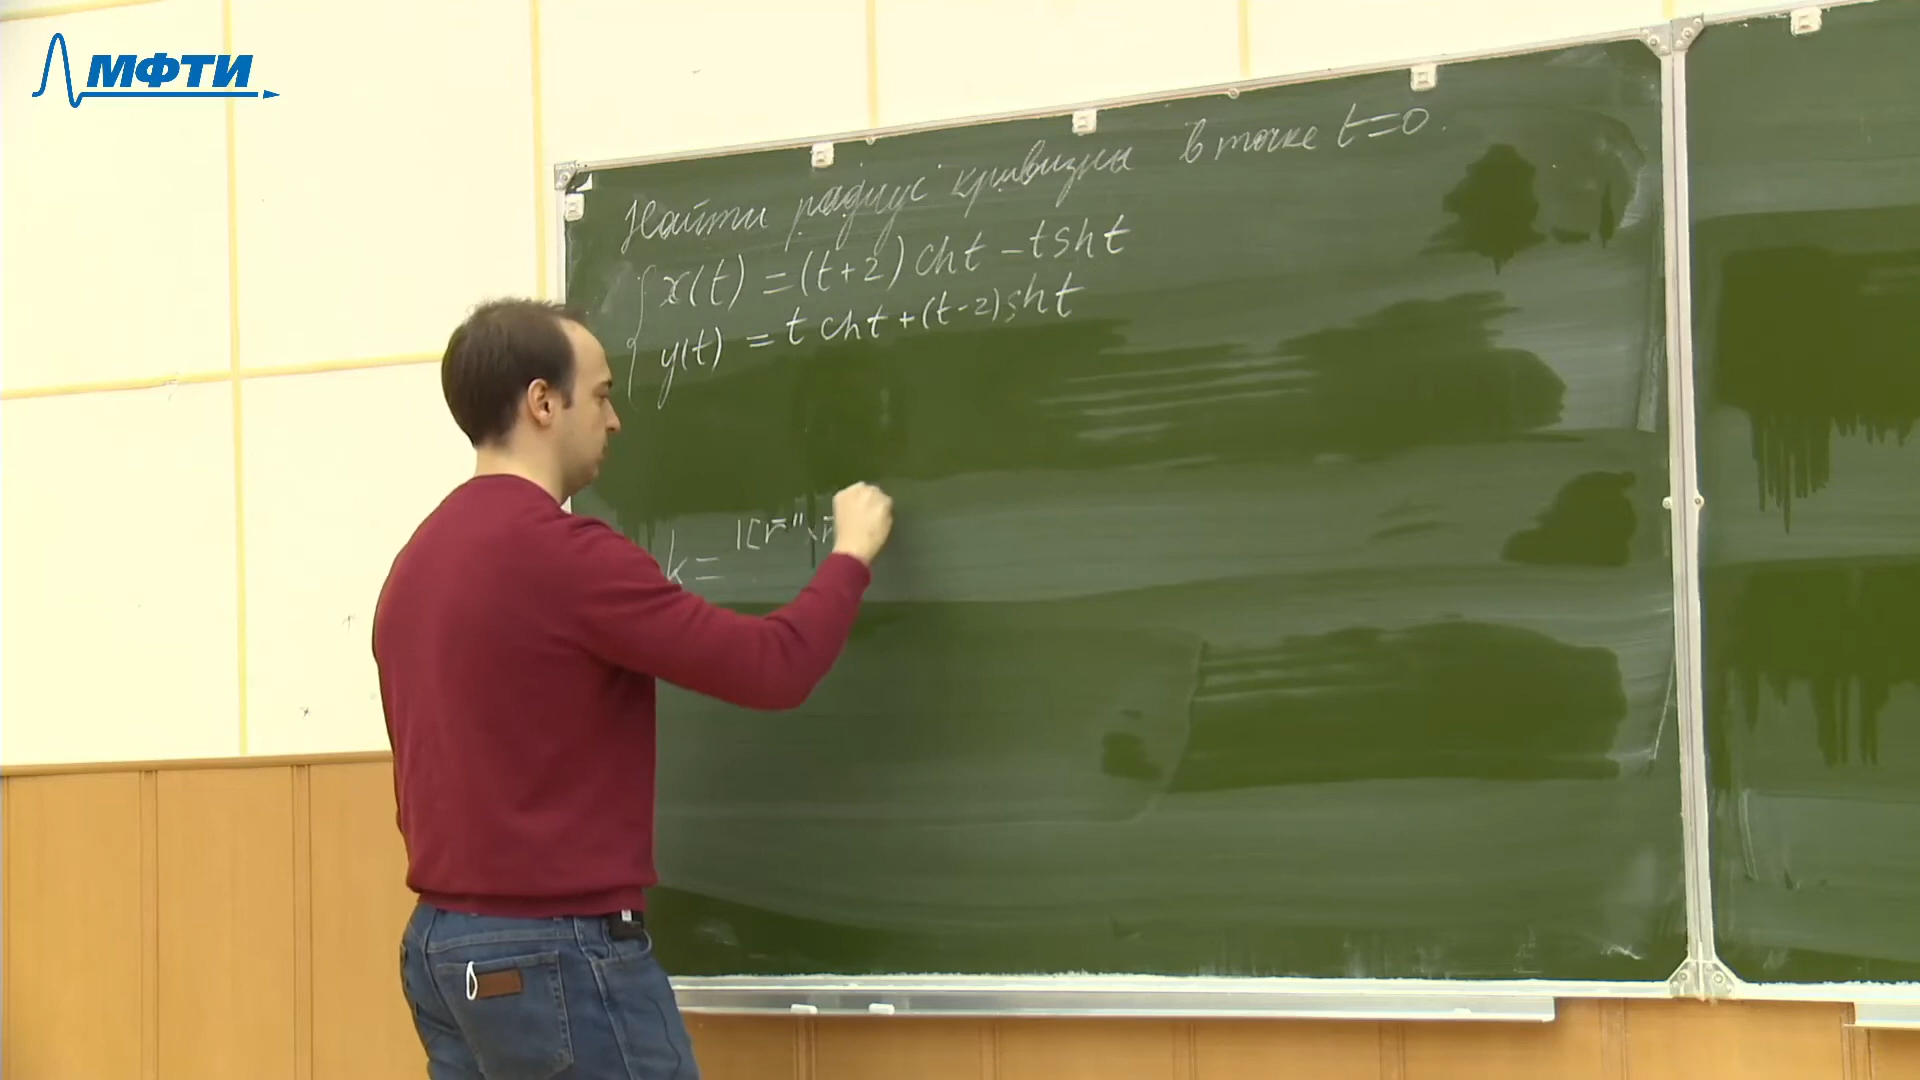 МФТИ
Найти радиус кривизны в точке t=0.
x(t) = (t+2) ch t - t sh t
y(t) = t ch t + (t-2) sh t
k = |[r̄'', r̄